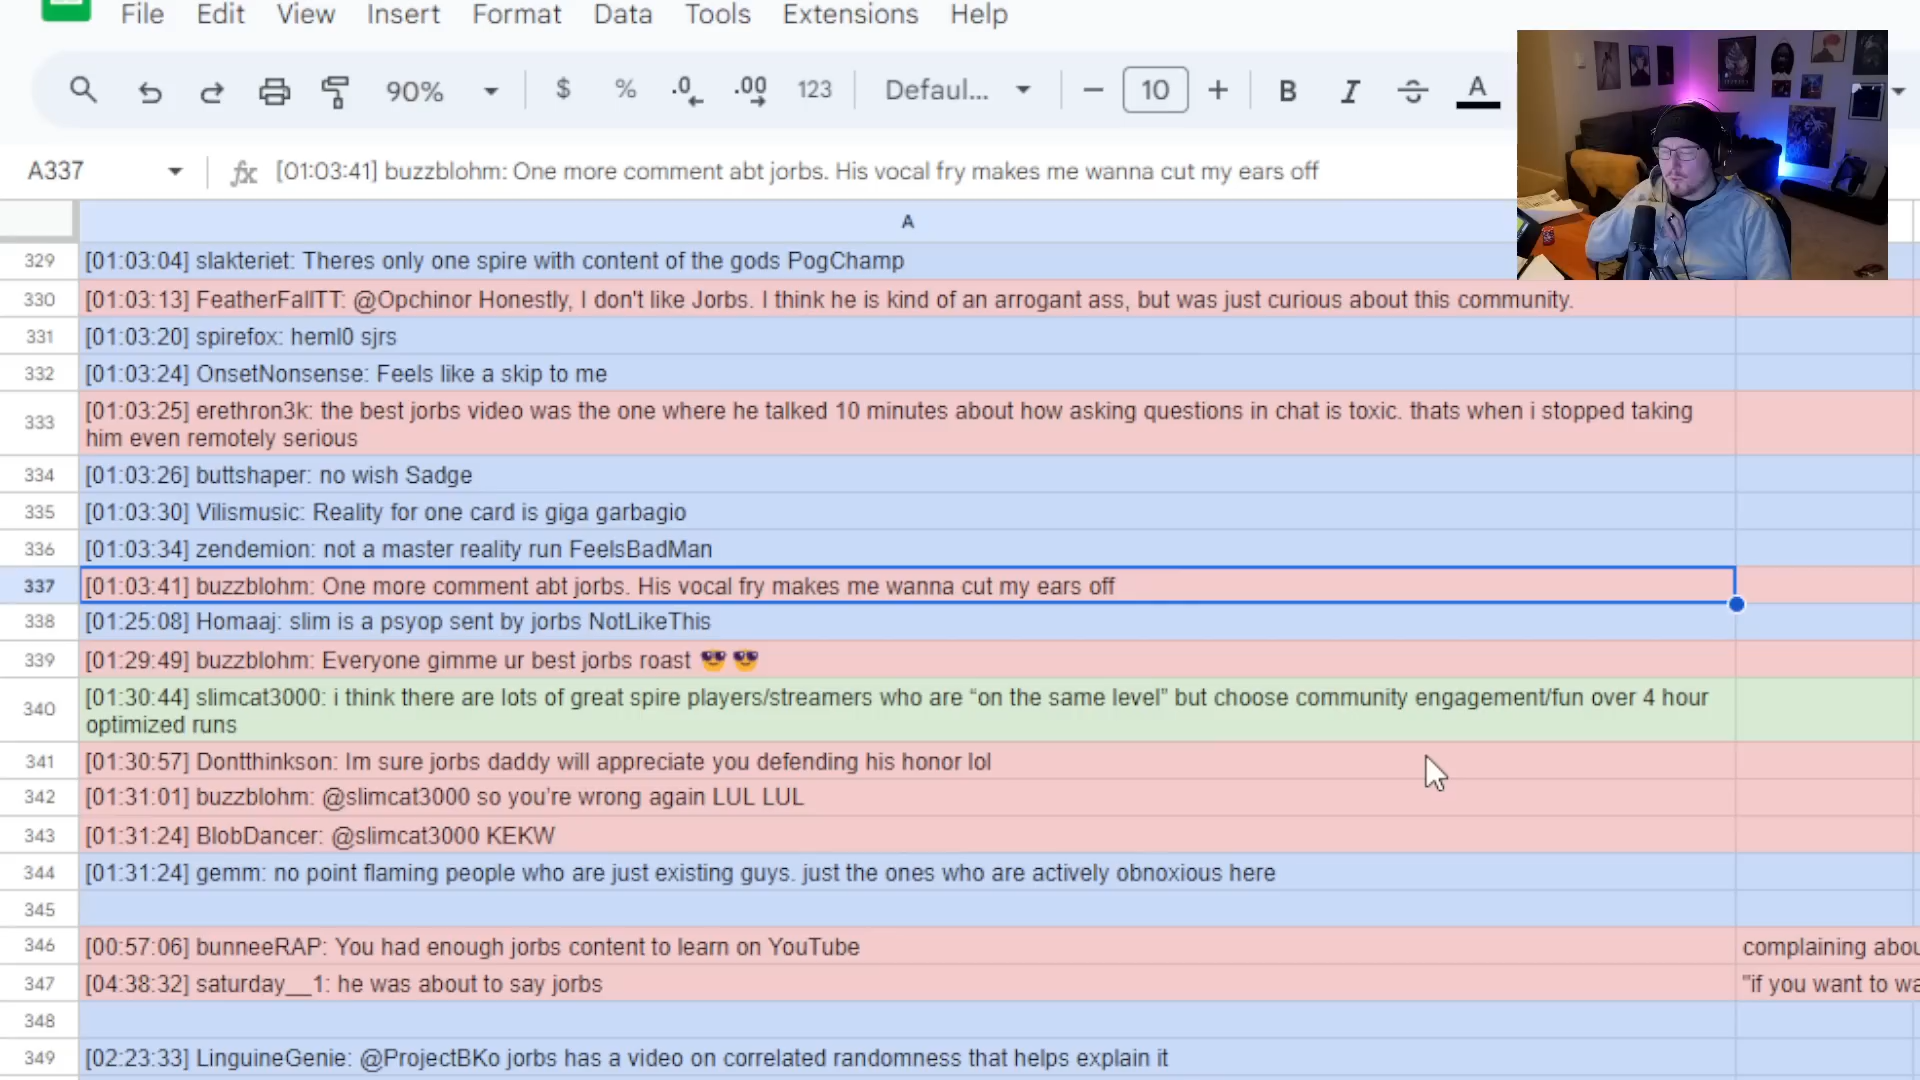 File Edit View Insert Format Data Tools Extensions Help
90% $ % .0 .00 123 Defaul... 10 B I A
A337 fx [01:03:41] buzzblohm: One more comment abt jorbs. His vocal fry makes me wanna cut my ears off
A
329 [01:03:04] slakteriet: Theres only one spire with content of the gods PogChamp
330 [01:03:13] FeatherFallTT: @Opchinor Honestly, I don't like Jorbs. I think he is kind of an arrogant ass, but was just curious about this community.
331 [01:03:20] spirefox: heml0 sjrs
332 [01:03:24] OnsetNonsense: Feels like a skip to me
333 [01:03:25] erethron3k: the best jorbs video was the one where he talked 10 minutes about how asking questions in chat is toxic. thats when i stopped taking
him even remotely serious
334 [01:03:26] buttshaper: no wish Sadge
335 [01:03:30] Vilismusic: Reality for one card is giga garbagio
336 [01:03:34] zendemion: not a master reality run FeelsBadMan
337 [01:03:41] buzzblohm: One more comment abt jorbs. His vocal fry makes me wanna cut my ears off
338 [01:25:08] Homaaj: slim is a psyop sent by jorbs NotLikeThis
339 [01:29:49] buzzblohm: Everyone gimme ur best jorbs roast 😎 😎
340 [01:30:44] slimcat3000: i think there are lots of great spire players/streamers who are “on the same level” but choose community engagement/fun over 4 hour
optimized runs
341 [01:30:57] Dontthinkson: Im sure jorbs daddy will appreciate you defending his honor lol
342 [01:31:01] buzzblohm: @slimcat3000 so you’re wrong again LUL LUL
343 [01:31:24] BlobDancer: @slimcat3000 KEKW
344 [01:31:24] gemm: no point flaming people who are just existing guys. just the ones who are actively obnoxious here
345
346 [00:57:06] bunneeRAP: You had enough jorbs content to learn on YouTube complaining abou
347 [04:38:32] saturday__1: he was about to say jorbs "if you want to wa
348
349 [02:23:33] LinguineGenie: @ProjectBKo jorbs has a video on correlated randomness that helps explain it